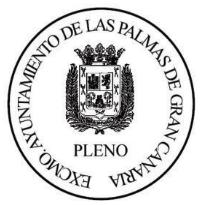 EXCMO. AYUNTAMIENTO DE LAS PALMAS DE GRAN CANARIA
PLENO